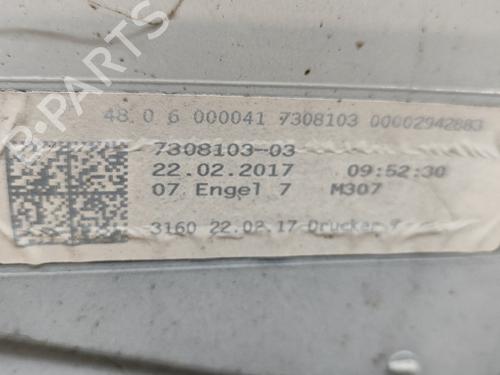 48.0 6 000041 7308103 00002942883
7308103-03
22.02.2017 09:52:30
07 Engel 7 M307
3160 22.02.17 Drucker
B-PARTS